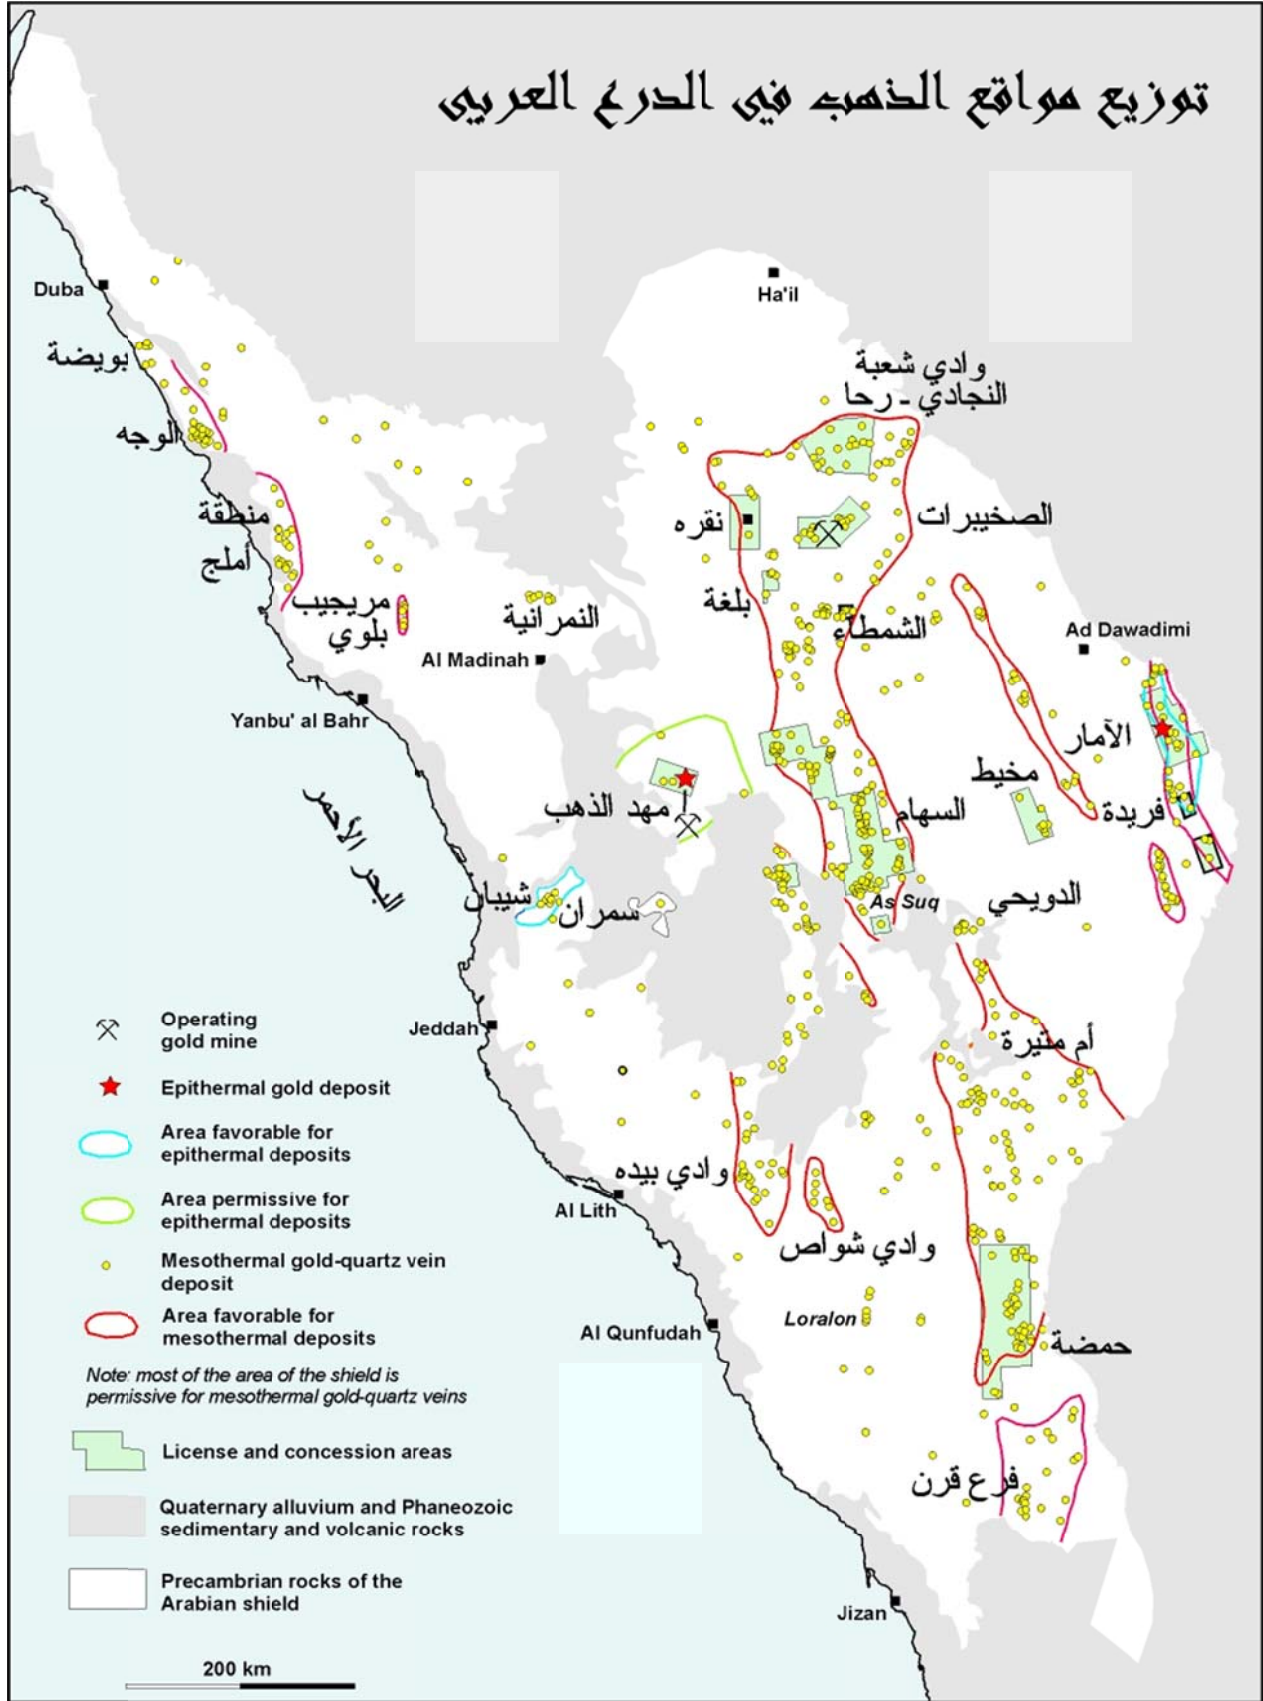 توزيع مواقع الذهب في الدرع العربي
Duba
Ha'il
بويضة
وادي شعبة
النجادي - رحا
الوجه
منطقة
أملج
نقره
الصخيبرات
مريجيب
بلوي
النمرانية
بلغة
الشمطاء
Ad Dawadimi
Al Madinah
Yanbu' al Bahr
الآمار
مخيط
مهد الذهب
السهام
فريدة
البحر الأحمر
شيبان
سمران
As Suq
الدويحي
Jeddah
أم متيرة
وادي بيده
Al Lith
وادي شواص
Loralon
Al Qunfudah
حمضة
فرع قرن
Jizan
Operating
gold mine
Epithermal gold deposit
Area favorable for
epithermal deposits
Area permissive for
epithermal deposits
Mesothermal gold-quartz vein
deposit
Area favorable for
mesothermal deposits
Note: most of the area of the shield is
permissive for mesothermal gold-quartz veins
License and concession areas
Quaternary alluvium and Phaneozoic
sedimentary and volcanic rocks
Precambrian rocks of the
Arabian shield
200 km